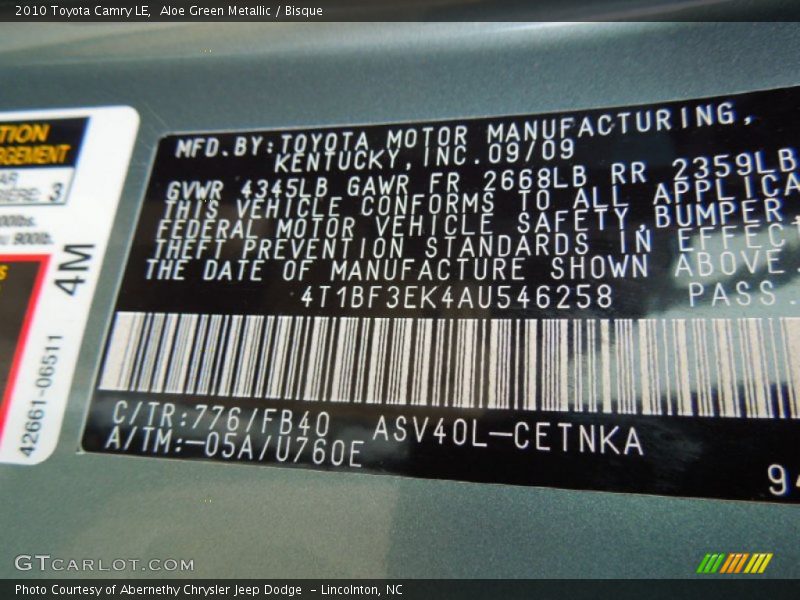 2010 Toyota Camry LE, Aloe Green Metallic / Bisque
TION
3
4M
42661-06511
MFD.BY:TOYOTA MOTOR MANUFACTURING,
KENTUCKY,INC.09/09
GVWR 4345LB GAWR FR 2668LB RR 2359LB
THIS VEHICLE CONFORMS TO ALL APPLICA
FEDERAL MOTOR VEHICLE SAFETY,BUMPER,
THEFT PREVENTION STANDARDS IN EFFECT
THE DATE OF MANUFACTURE SHOWN ABOVE.
4T1BF3EK4AU546258 PASS.
C/TR:776/FB40 ASV40L-CETNKA
A/TM:-05A/U760E
94
GTCARLOT.COM
Photo Courtesy of Abernethy Chrysler Jeep Dodge - Lincolnton, NC